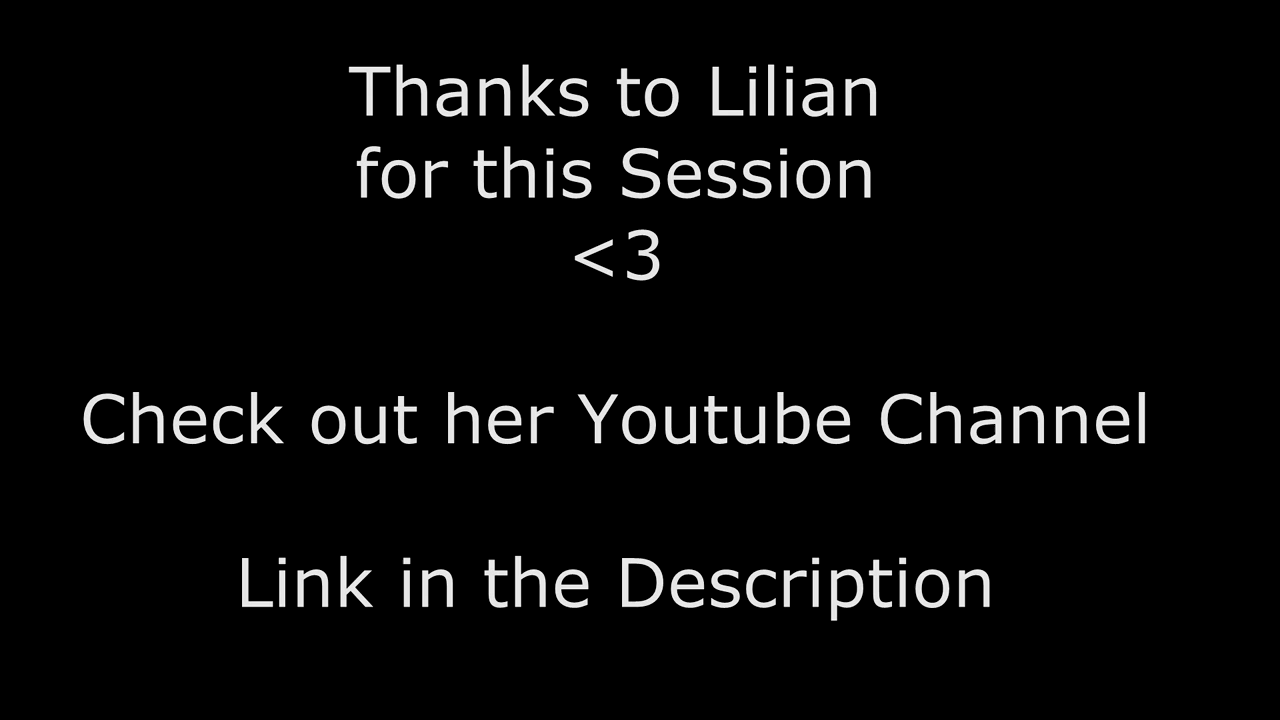 Thanks to Lilian
for this Session
<3
Check out her Youtube Channel
Link in the Description